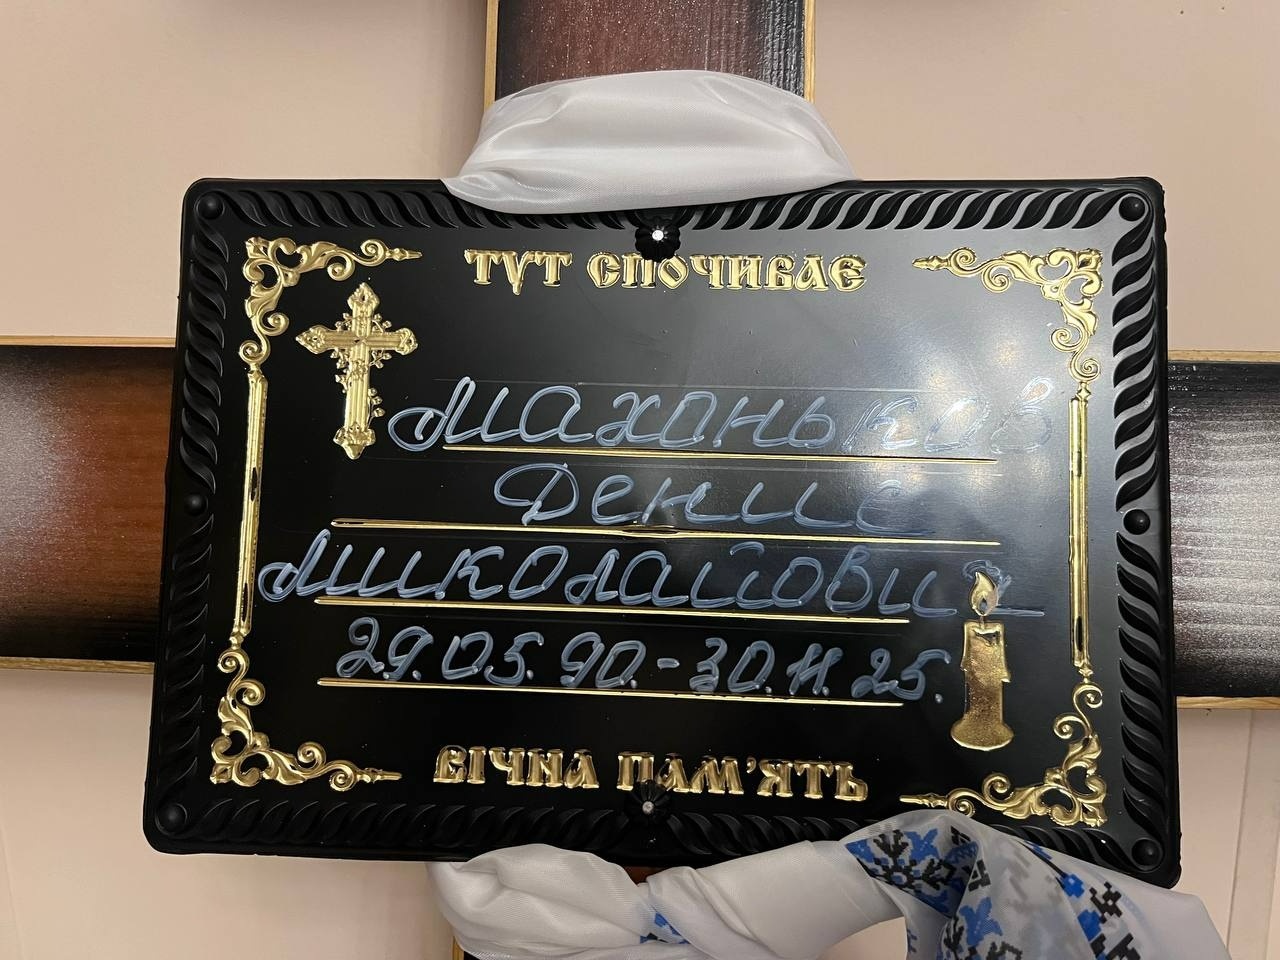 ТУТ СПОЧИВАЄ
Махоньков
Денис
Миколайович
29.05.90.-30.11.25.
ВІЧНА ПАМ'ЯТЬ